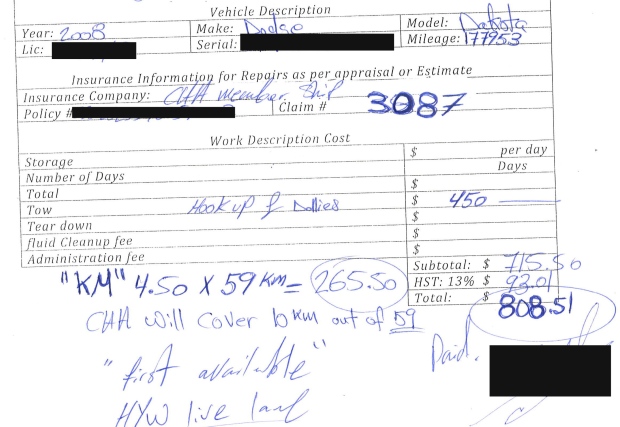 Vehicle Description
Year: 2008 Make: Dodge Model: Dakota
Lic: Serial: Mileage: 177953
Insurance Information for Repairs as per appraisal or Estimate
Insurance Company: CAA member Ship
Policy # Claim # 3087
Work Description Cost
Storage $ per day
Number of Days Days
Total $
Tow Hook up & Dollies $ 450
Tear down $
fluid Cleanup fee $
Administration fee $
Subtotal: $ 715.50
HST: 13% $ 93.01
Total: $ 808.51
"KM" 4.50 X 59 KM = 265.50
CAA will cover 10 KM out of 59
Paid.
"first available"
HYW live